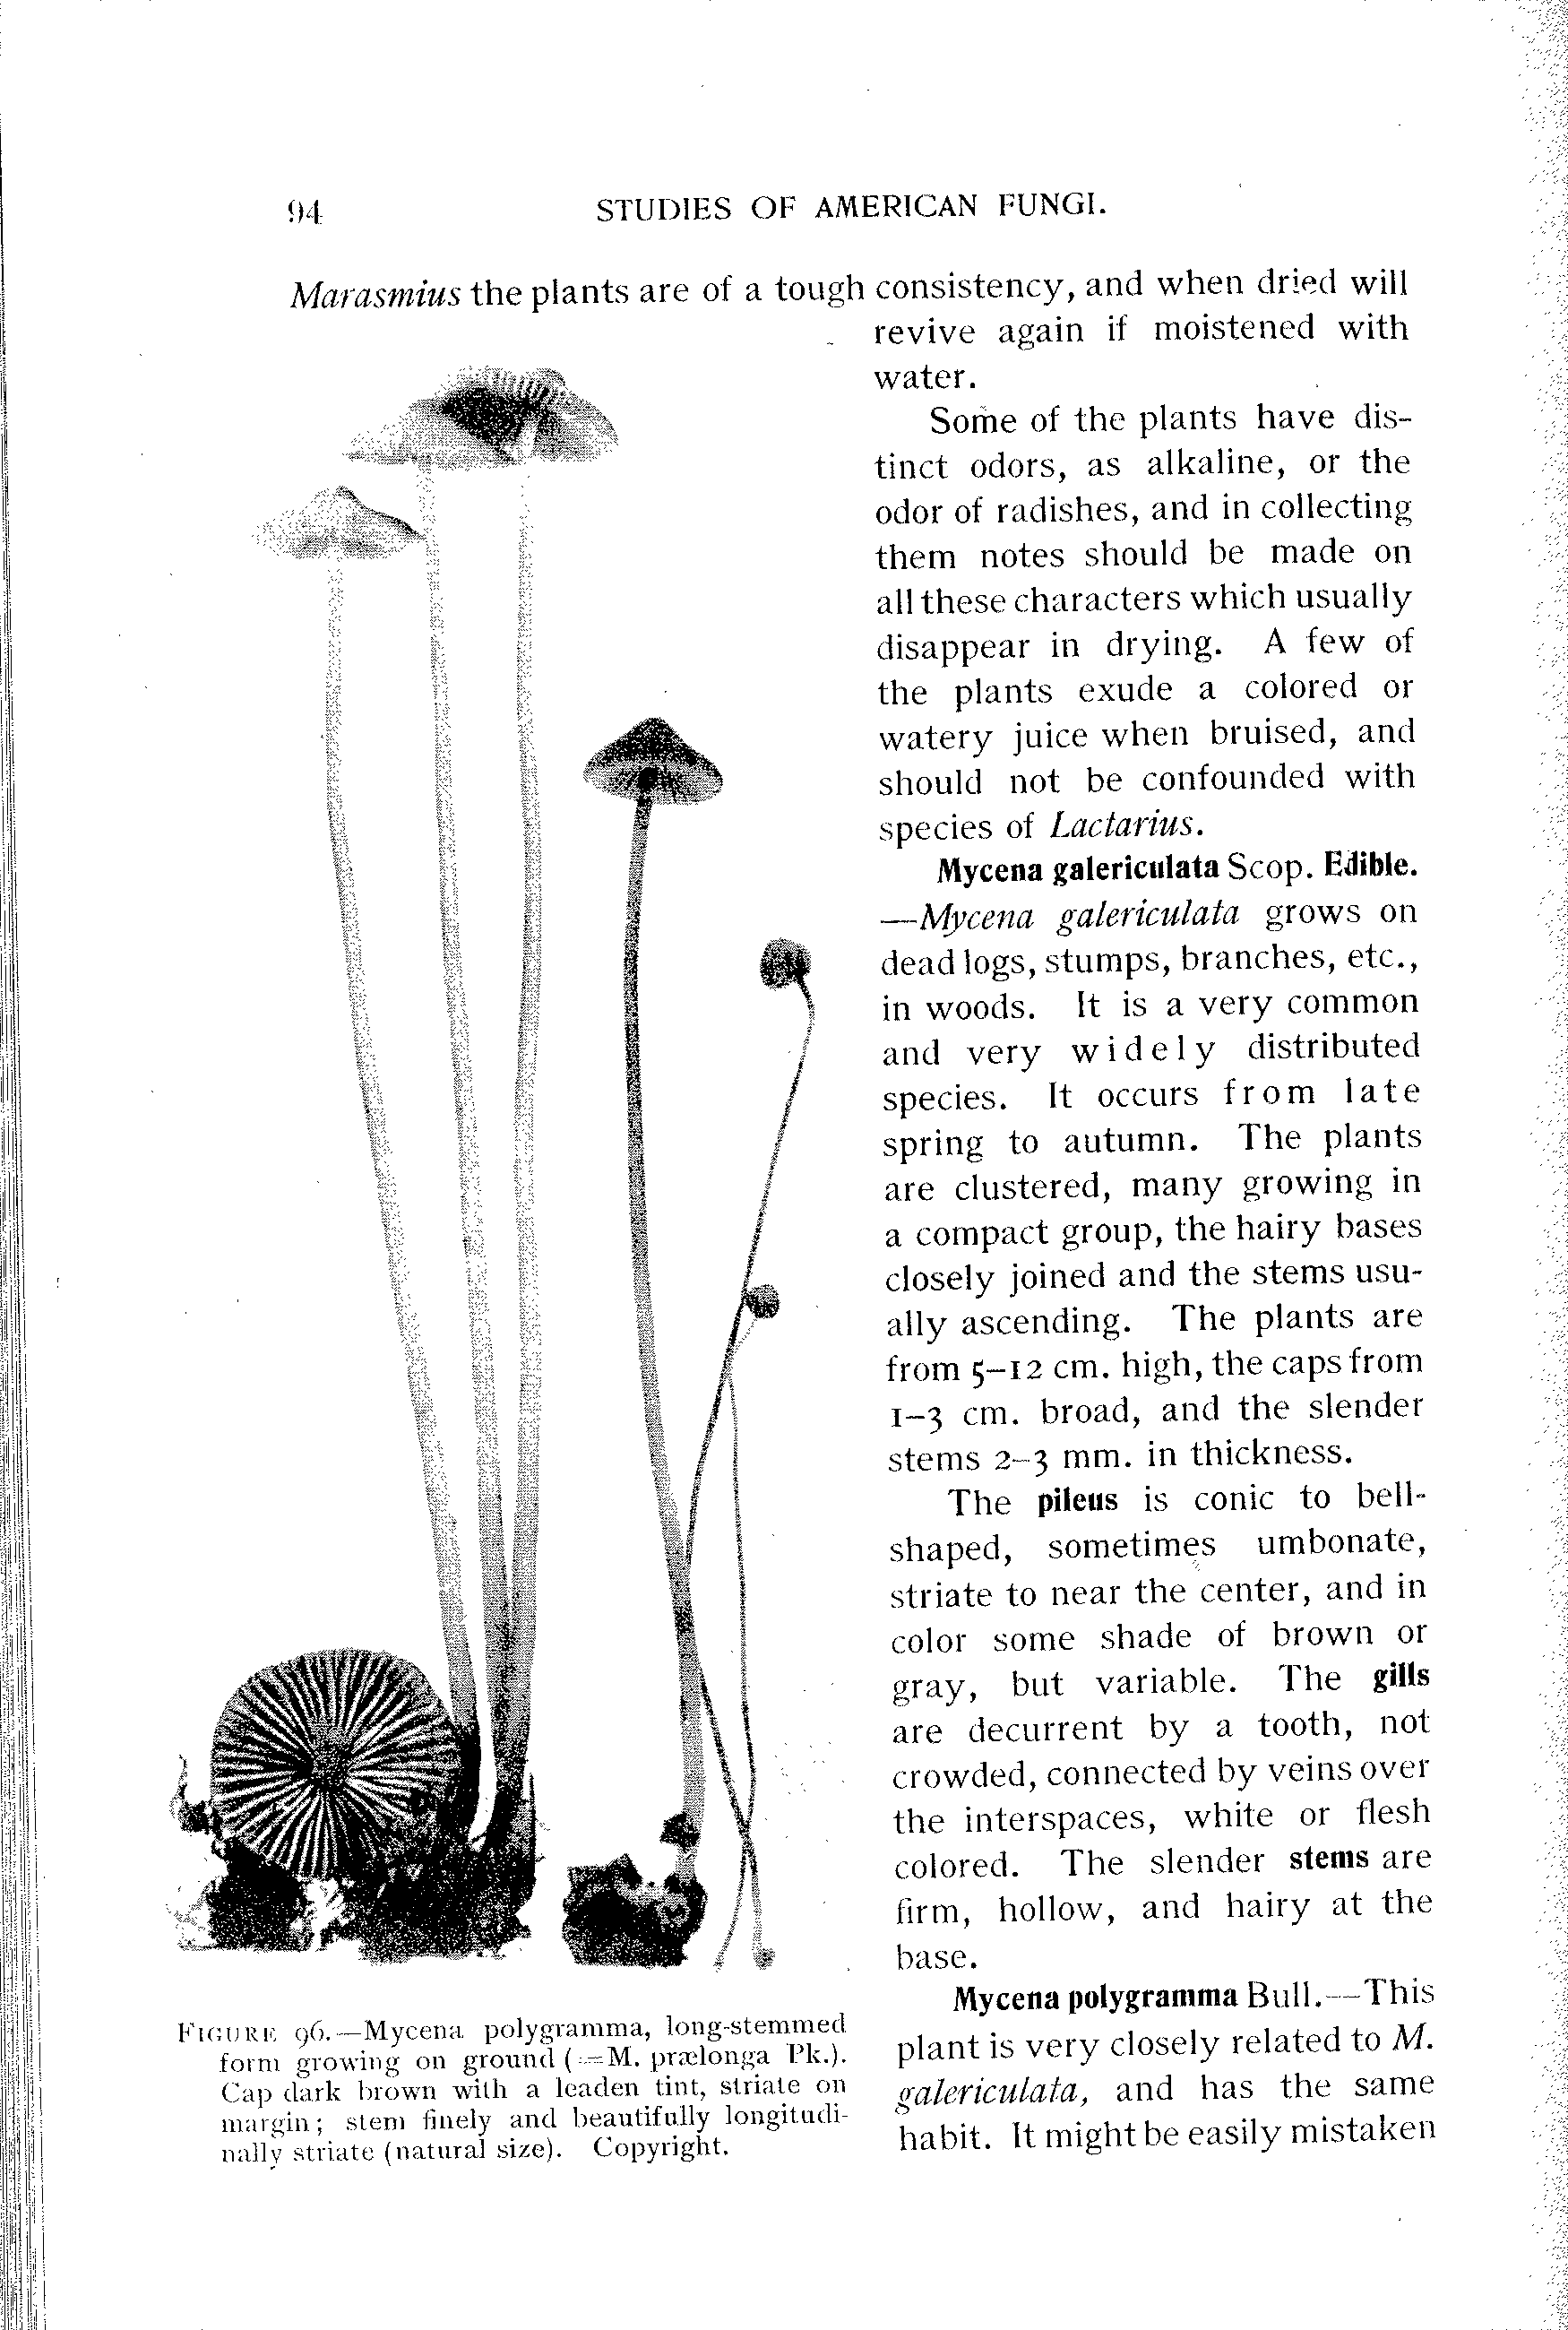 94 STUDIES OF AMERICAN FUNGI.
Marasmius the plants are of a tough consistency, and when dried will
revive again if moistened with
water.
Some of the plants have dis-
tinct odors, as alkaline, or the
odor of radishes, and in collecting
them notes should be made on
all these characters which usually
disappear in drying. A few of
the plants exude a colored or
watery juice when bruised, and
should not be confounded with
species of Lactarius.
Mycena galericulata Scop. Edible.
—Mycena galericulata grows on
dead logs, stumps, branches, etc.,
in woods. It is a very common
and very widely distributed
species. It occurs from late
spring to autumn. The plants
are clustered, many growing in
a compact group, the hairy bases
closely joined and the stems usu-
ally ascending. The plants are
from 5–12 cm. high, the caps from
1–3 cm. broad, and the slender
stems 2–3 mm. in thickness.
The pileus is conic to bell-
shaped, sometimes umbonate,
striate to near the center, and in
color some shade of brown or
gray, but variable. The gills
are decurrent by a tooth, not
crowded, connected by veins over
the interspaces, white or flesh
colored. The slender stems are
firm, hollow, and hairy at the
base.
Mycena polygramma Bull.—This
plant is very closely related to M.
galericulata, and has the same
habit. It might be easily mistaken
FIGURE 96.—Mycena polygramma, long-stemmed
form growing on ground (=M. prælonga Pk.).
Cap dark brown with a leaden tint, striate on
margin; stem finely and beautifully longitudi-
nally striate (natural size). Copyright.